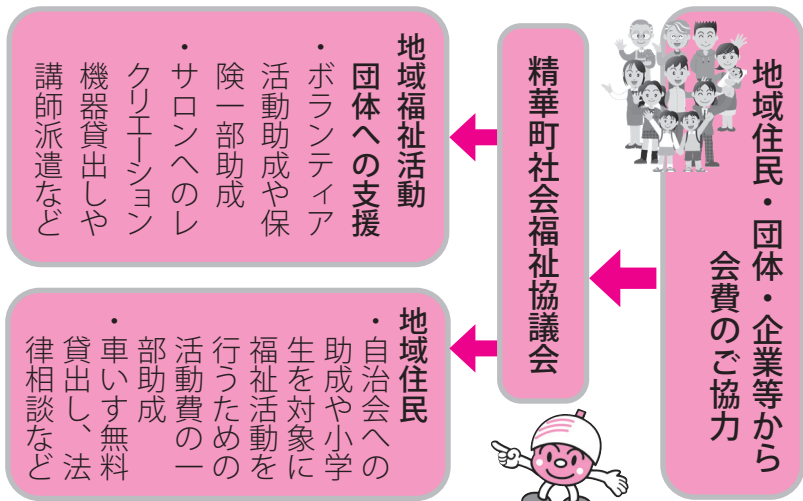 地域住民・団体・企業等から
会費のご協力
精華町社会福祉協議会
地域福祉活動
団体への支援
・ボランティア
活動助成や保
険一部助成
・サロンへのレ
クリエーション
機器貸出しや
講師派遣など
地域住民
・自治会への
助成や小学
生を対象に
福祉活動を
行うための
活動費の一
部助成
・車いす無料
貸出し、法
律相談など